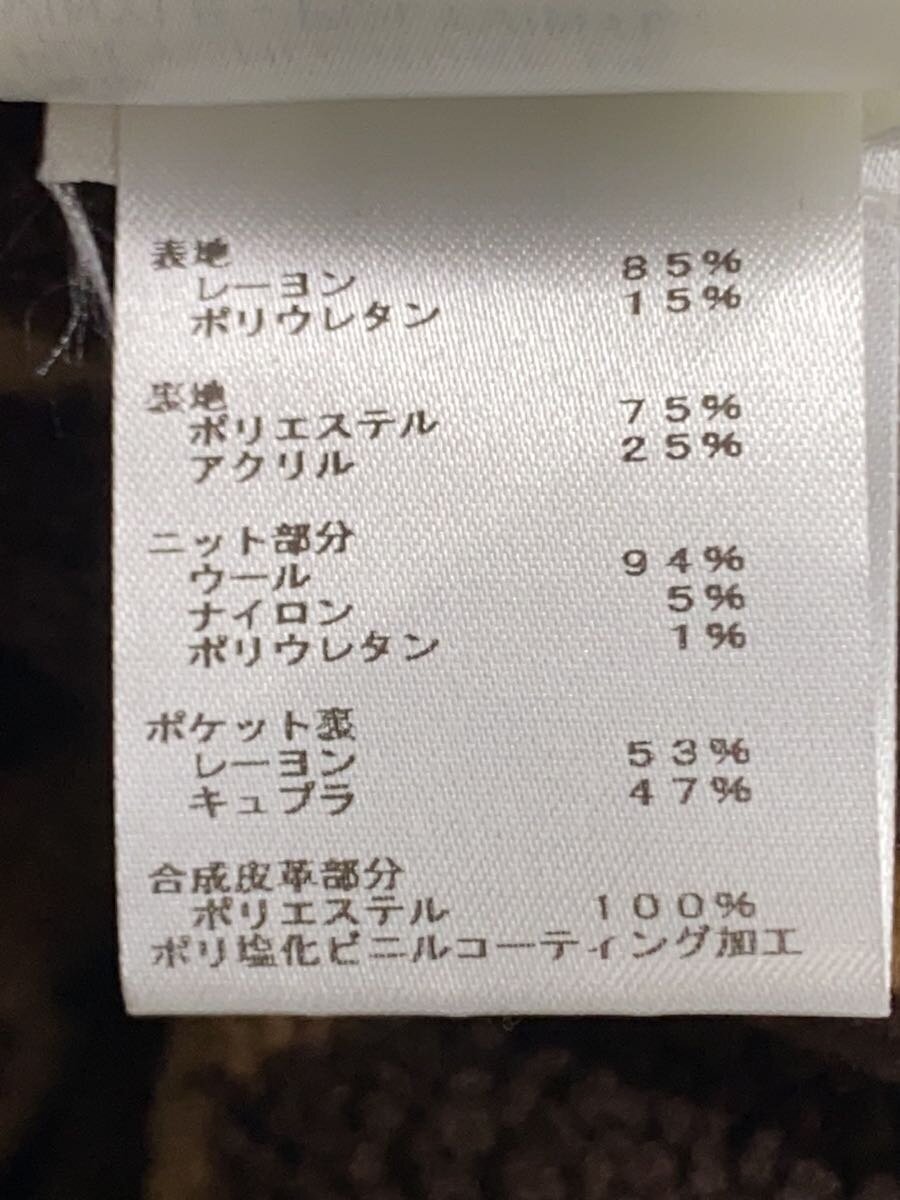 表地
レーヨン 85%
ポリウレタン 15%
裏地
ポリエステル 75%
アクリル 25%
ニット部分
ウール 94%
ナイロン 5%
ポリウレタン 1%
ポケット裏
レーヨン 53%
キュプラ 47%
合成皮革部分
ポリエステル 100%
ポリ塩化ビニルコーティング加工